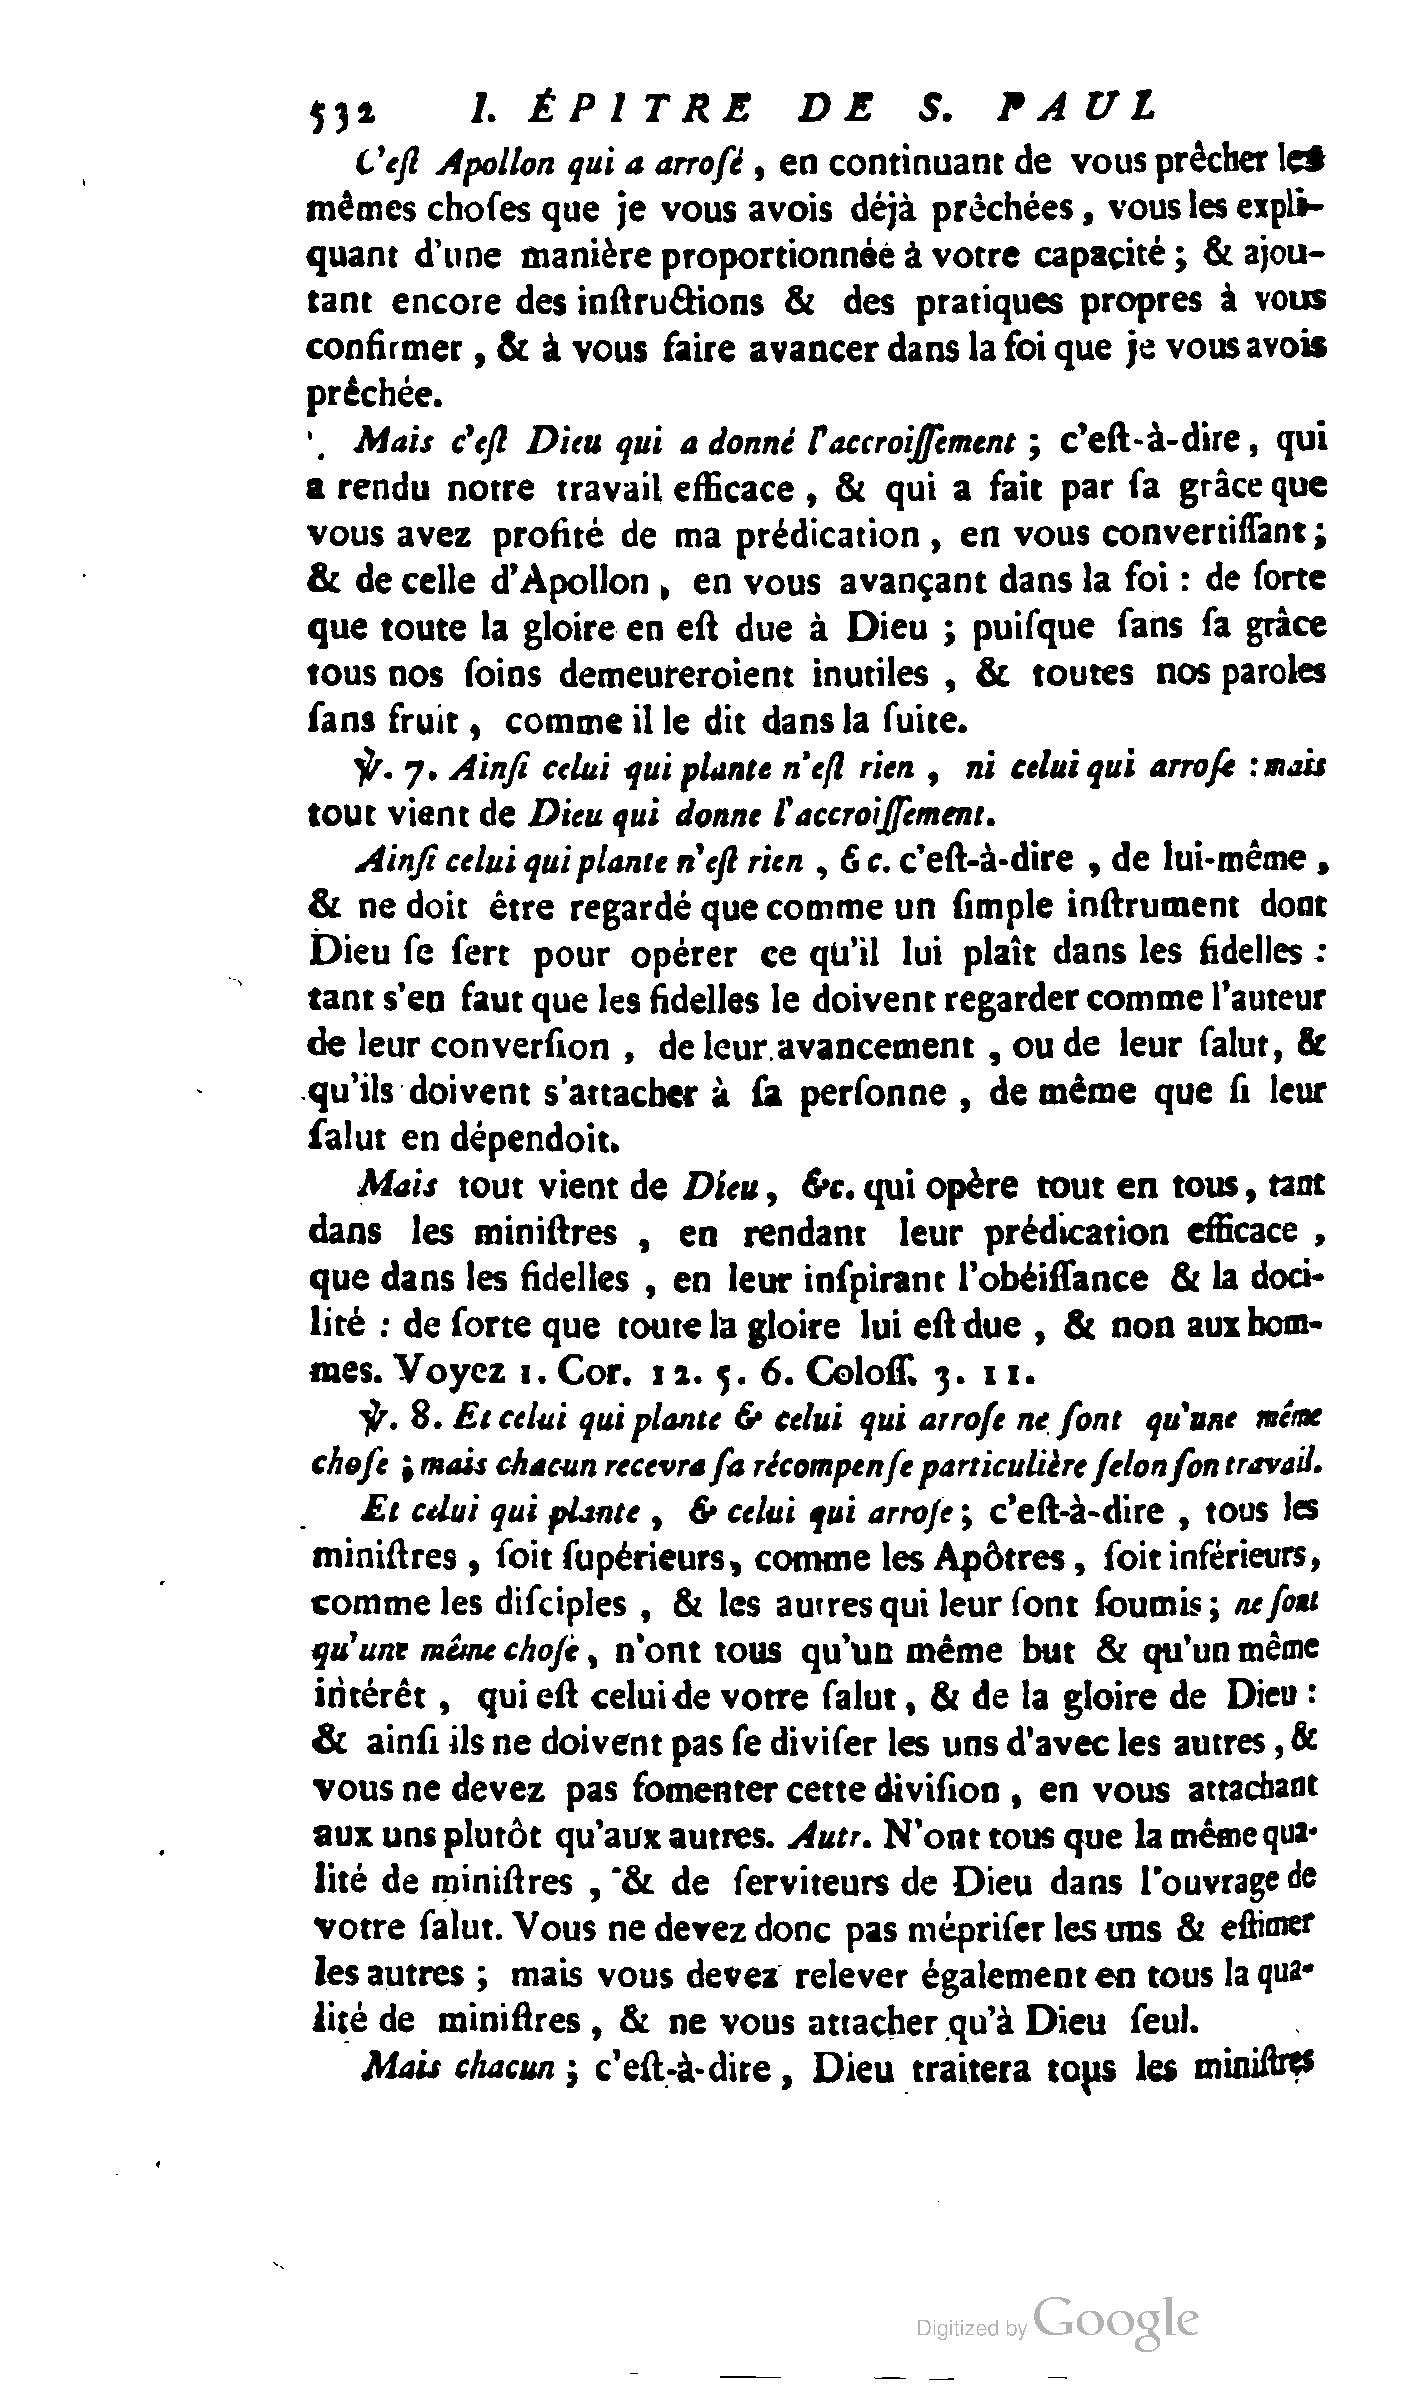 532 I. ÉPITRE DE S. PAUL
C'eſt Apollon qui a arroſé, en continuant de vous prêcher les
mêmes choſes que je vous avois déjà prêchées, vous les expli-
quant d'une manière proportionnée à votre capacité; & ajou-
tant encore des inſtructions & des pratiques propres à vous
confirmer, & à vous faire avancer dans la foi que je vous avois
prêchée.
Mais c'eſt Dieu qui a donné l'accroiſſement; c'eſt-à-dire, qui
a rendu notre travail efficace, & qui a fait par ſa grâce que
vous avez profité de ma prédication, en vous convertiſſant;
& de celle d'Apollon, en vous avançant dans la foi : de ſorte
que toute la gloire en eſt due à Dieu; puiſque ſans ſa grâce
tous nos ſoins demeureroient inutiles, & toutes nos paroles
ſans fruit, comme il le dit dans la ſuite.
℣. 7. Ainſi celui qui plante n'eſt rien, ni celui qui arroſe : mais
tout vient de Dieu qui donne l'accroiſſement.
Ainſi celui qui plante n'eſt rien, &c. c'eſt-à-dire, de lui-même,
& ne doit être regardé que comme un ſimple inſtrument dont
Dieu ſe ſert pour opérer ce qu'il lui plaît dans les fidelles :
tant s'en faut que les fidelles le doivent regarder comme l'auteur
de leur converſion, de leur avancement, ou de leur ſalut, &
qu'ils doivent s'attacher à ſa perſonne, de même que ſi leur
ſalut en dépendoit.
Mais tout vient de Dieu, &c. qui opère tout en tous, tant
dans les miniſtres, en rendant leur prédication efficace,
que dans les fidelles, en leur inſpirant l'obéiſſance & la doci-
lité : de ſorte que toute la gloire lui eſt due, & non aux hom-
mes. Voyez 1. Cor. 12. 5. 6. Coloſſ. 3. 11.
℣. 8. Et celui qui plante & celui qui arroſe ne ſont qu'une même
choſe; mais chacun recevra ſa récompenſe particulière ſelon ſon travail.
Et celui qui plante, & celui qui arroſe; c'eſt-à-dire, tous les
miniſtres, ſoit ſupérieurs, comme les Apôtres, ſoit inférieurs,
comme les diſciples, & les autres qui leur ſont ſoumis; ne ſont
qu'une même choſe, n'ont tous qu'un même but & qu'un même
intérêt, qui eſt celui de votre ſalut, & de la gloire de Dieu :
& ainſi ils ne doivent pas ſe diviſer les uns d'avec les autres, &
vous ne devez pas fomenter cette diviſion, en vous attachant
aux uns plutôt qu'aux autres. Autr. N'ont tous que la même qua-
lité de miniſtres, & de ſerviteurs de Dieu dans l'ouvrage de
votre ſalut. Vous ne devez donc pas mépriſer les uns & eſtimer
les autres; mais vous devez relever également en tous la qua-
lité de miniſtres, & ne vous attacher qu'à Dieu ſeul.
Mais chacun; c'eſt-à-dire, Dieu traitera tous les miniſtres
Digitized by Google